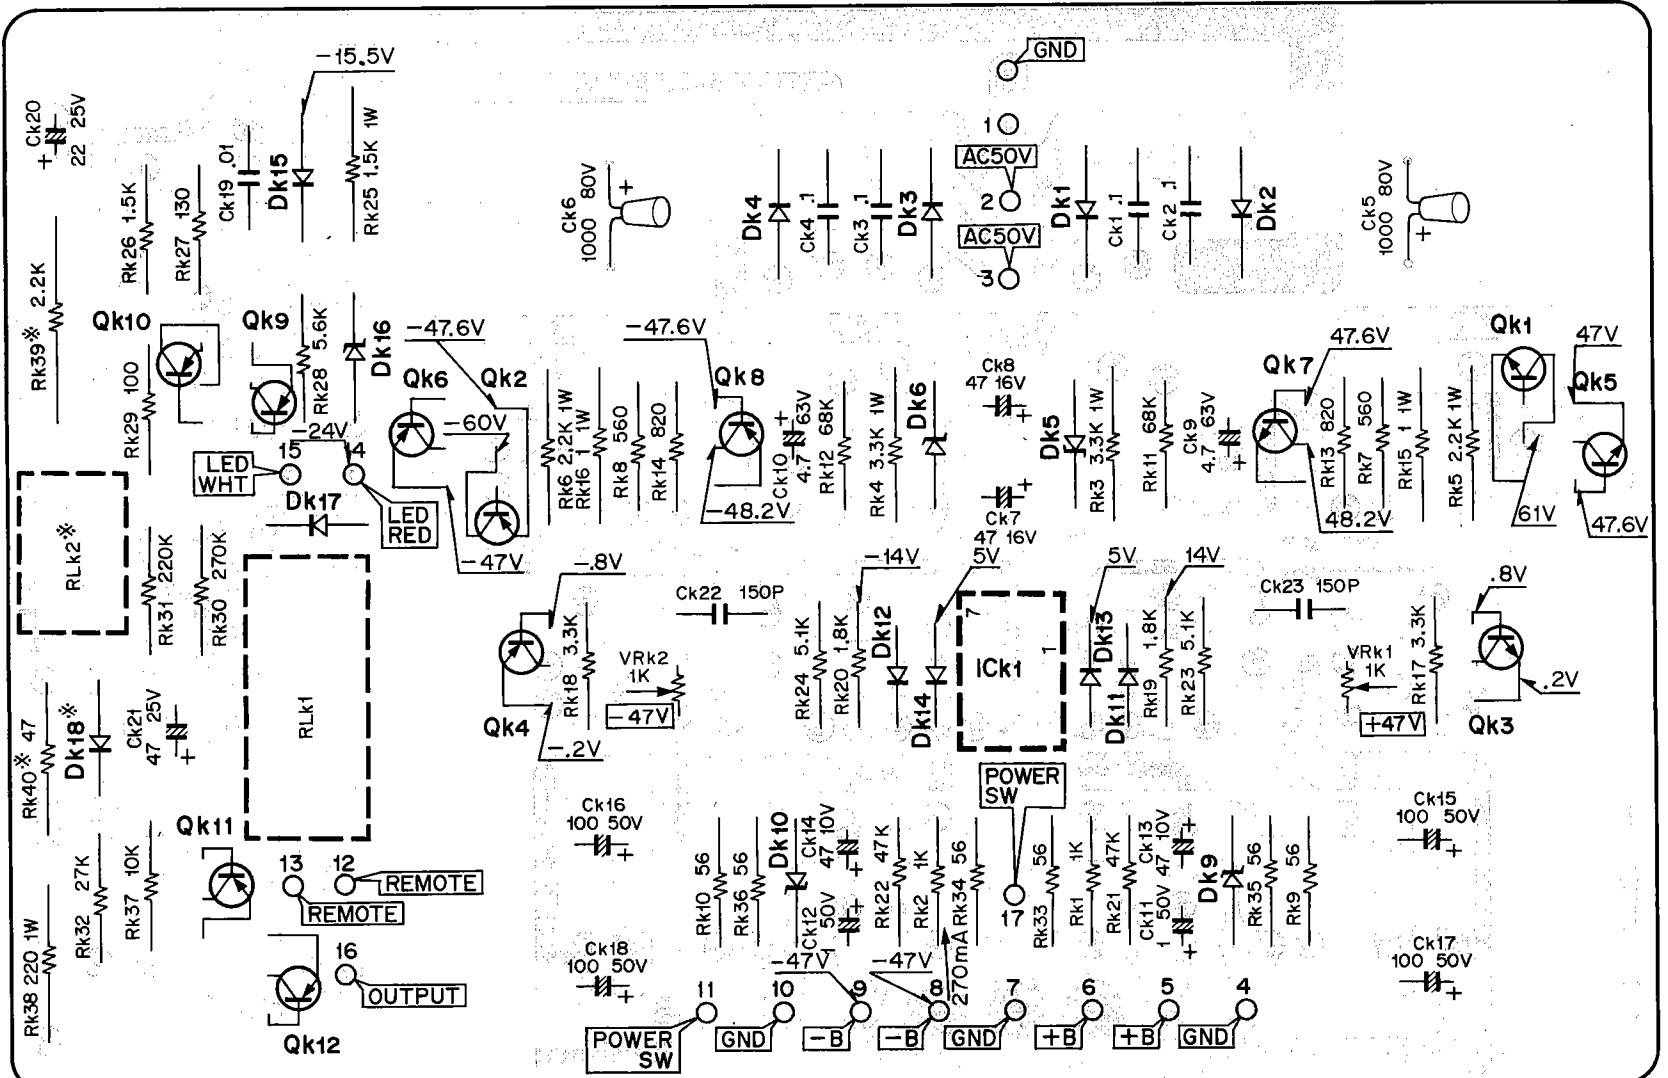 GND
-15.5V
Ck20
22 25V
+
Rk26 1.5K
Rk27 130
Ck19 .01
Dk15
Rk25 1.5K 1W
Ck6
1000 80V
+
Dk4
Ck4 .1
Ck3 .1
Dk3
1
AC50V
2
AC50V
3
Dk1
Ck1 .1
Ck2 .1
Dk2
Ck5
1000 80V
+
Rk39※ 2.2K
Qk10
Qk9
Rk28 5.6K
Dk16
-47.6V
Qk6
Qk2
-60V
-47.6V
Qk8
Ck8
47 16V
+
47.6V
Qk7
Qk1
47V
Qk5
Rk29 100
-24V
15
14
LED
WHT
LED
RED
Dk17
-47V
Rk6 2.2K 1W
Rk16 1 1W
Rk8 560
Rk14 820
-48.2V
Ck10
4.7 63V
+
Rk12 68K
Rk4 3.3K 1W
Dk6
Ck7
47 16V
+
Dk5
Rk3 3.3K 1W
Rk11 68K
Ck9
4.7 63V
+
48.2V
Rk13 820
Rk7 560
Rk15 1 1W
Rk5 2.2K 1W
61V
47.6V
RLk2※
Rk31 220K
Rk30 270K
RLk1
-.8V
Qk4
-.2V
Rk18 3.3K
Ck22 150P
VRk2
1K
-47V
Rk24 5.1K
Rk20 1.8K
-14V
Dk12
Dk14
5V
7
ICk1
1
5V
Dk13
Dk11
14V
Rk19 1.8K
Rk23 5.1K
Ck23 150P
VRk1
1K
+47V
Rk17 3.3K
.8V
.2V
Qk3
Rk40※ 47
Dk18※
Ck21
47 25V
+
Qk11
Rk38 220 1W
Rk32 27K
Rk37 10K
13
12
REMOTE
REMOTE
16
OUTPUT
Qk12
Ck16
100 50V
+
Ck18
100 50V
+
Rk10 56
Rk36 56
Dk10
Ck14
47 10V
+
Ck12
1 50V
+
Rk22 47K
Rk2 1K
Rk34 56
POWER
SW
17
Rk33 56
Rk1 1K
Rk21 47K
Ck13
47 10V
+
Ck11
1 50V
+
Dk9
Rk35 56
Rk9 56
Ck15
100 50V
+
Ck17
100 50V
+
-47V
-47V
270mA
11
10
9
8
7
6
5
4
POWER
SW
GND
-B
-B
GND
+B
+B
GND